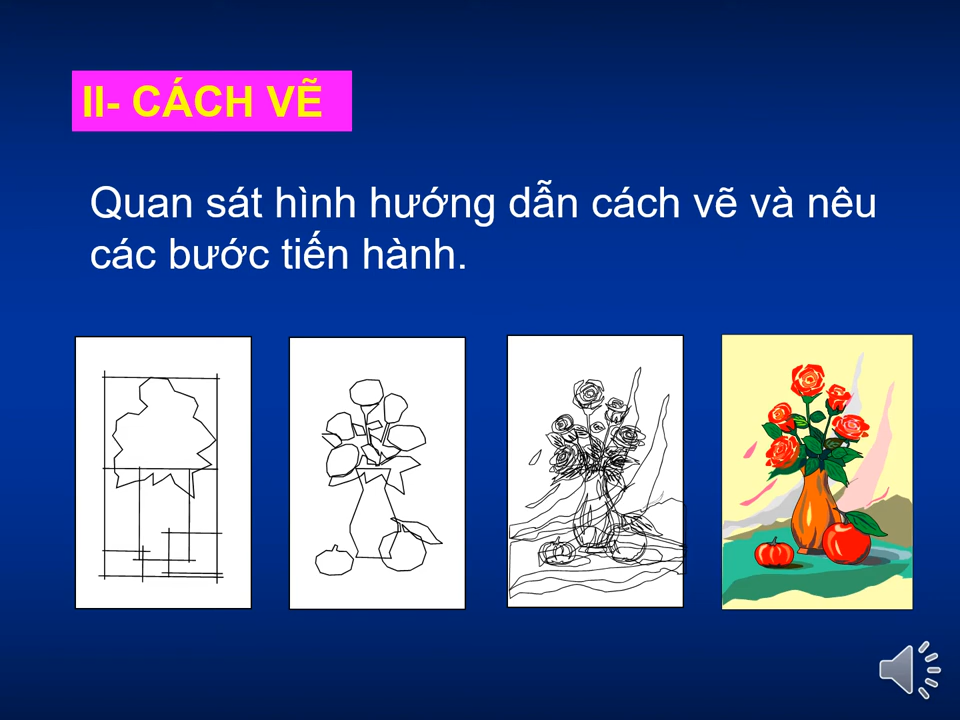 II- CÁCH VẼ
Quan sát hình hướng dẫn cách vẽ và nêu
các bước tiến hành.